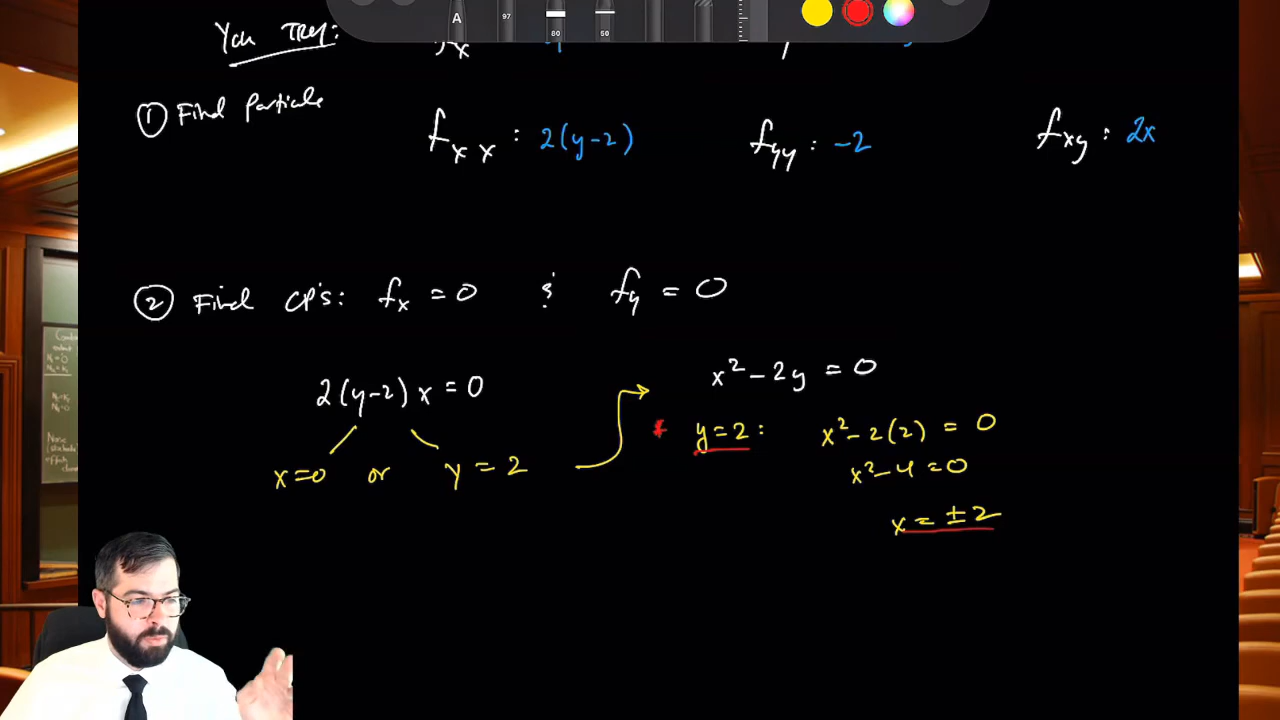 You Try:
① Find partials
f_xx : 2(y-2) f_yy : -2 f_xy : 2x
② Find CP's: f_x = 0 & f_y = 0
2(y-2)x = 0
x² - 2y = 0
x=0 or y = 2
y=2: x² - 2(2) = 0
x² - 4 = 0
x = ±2